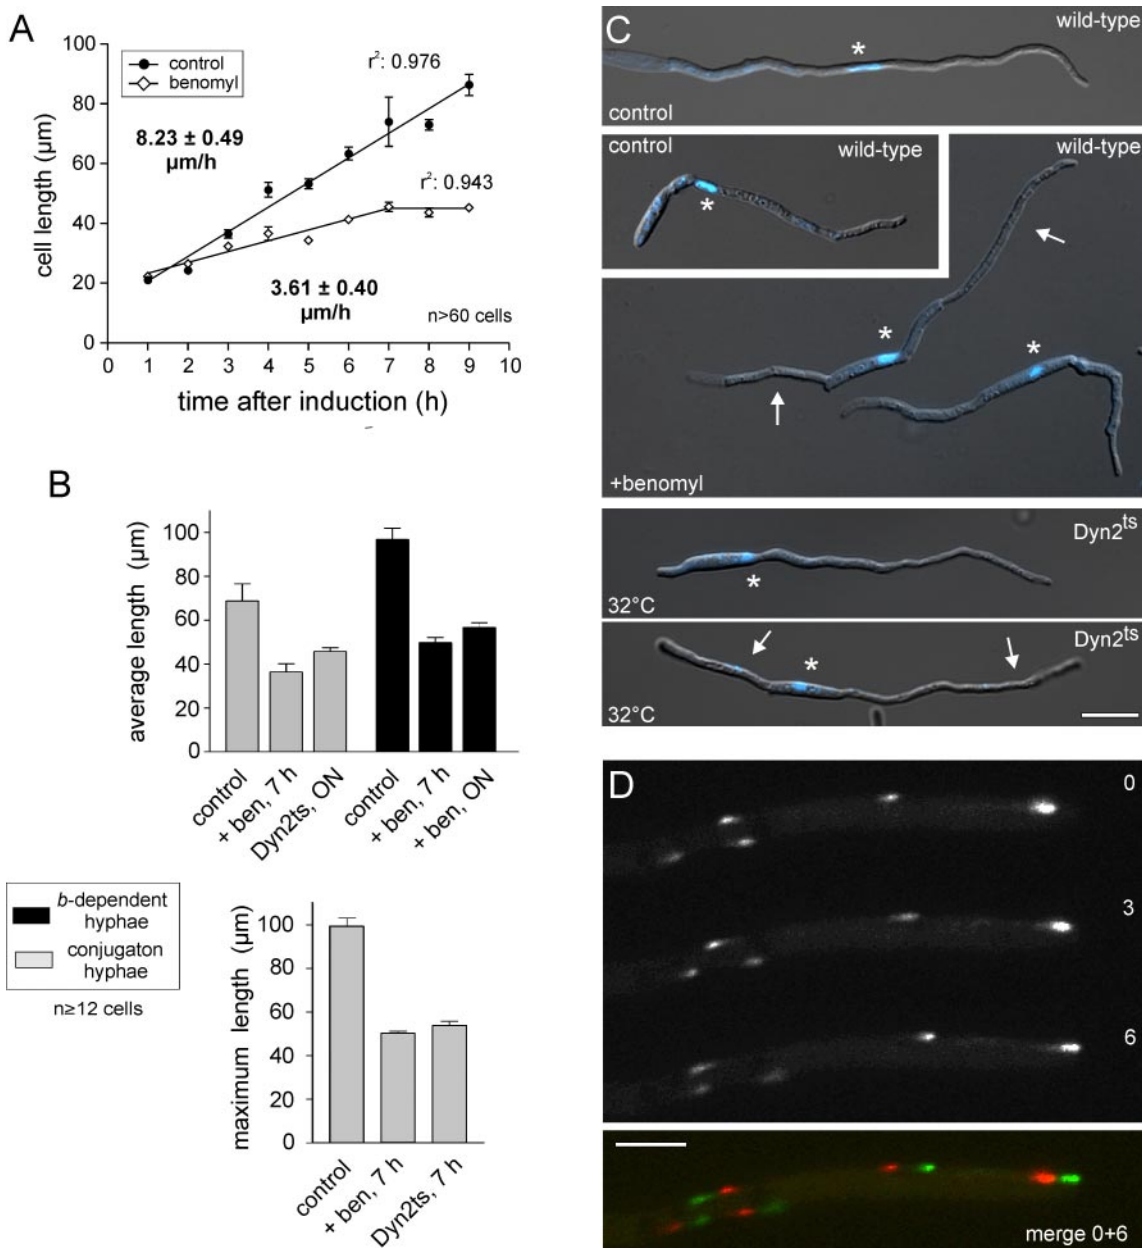 A
100
80
60
40
20
0
cell length (µm)
control
benomyl
r²: 0.976
8.23 ± 0.49
µm/h
r²: 0.943
3.61 ± 0.40
µm/h
n>60 cells
0 1 2 3 4 5 6 7 8 9 10
time after induction (h)
B
average length (µm)
100
80
60
40
20
0
control
+ ben, 7 h
Dyn2ts, ON
control
+ ben, 7 h
+ ben, ON
b-dependent
hyphae
conjugaton
hyphae
n≥12 cells
maximum length (µm)
100
80
60
40
20
0
control
+ ben, 7 h
Dyn2ts, 7 h
C
wild-type
*
control
control
wild-type
*
wild-type
*
*
+benomyl
Dyn2ts
*
32°C
Dyn2ts
*
32°C
D
0
3
6
merge 0+6